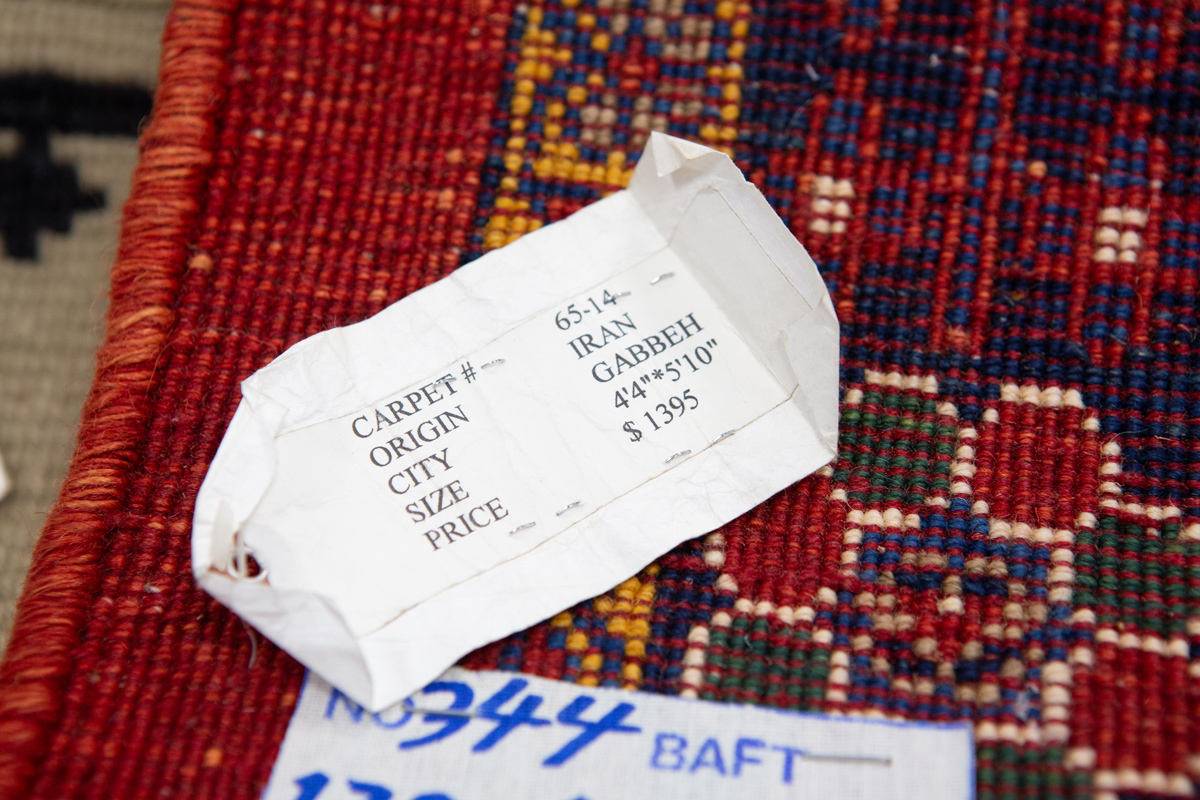 CARPET # 65-14
ORIGIN IRAN
CITY GABBEH
SIZE 4'4"*5'10"
PRICE $ 1395
NO 344 BAFT